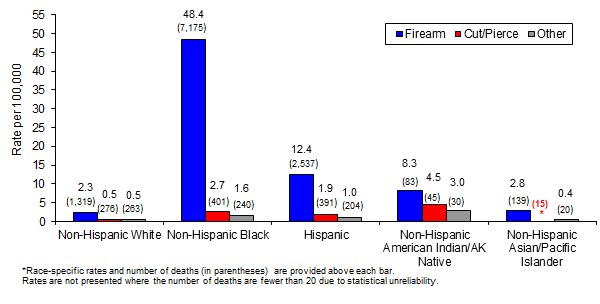 55
50
45
40
35
30
25
20
15
10
5
0
Rate per 100,000
Firearm Cut/Pierce Other
2.3 0.5 0.5
(1,319) (276) (263)
48.4
(7,175)
2.7 1.6
(401) (240)
12.4
(2,537)
1.9 1.0
(391) (204)
8.3 4.5 3.0
(83) (45) (30)
2.8 0.4
(139) (15) (20)
*
Non-Hispanic White Non-Hispanic Black Hispanic Non-Hispanic Non-Hispanic
American Indian/AK Asian/Pacific
Native Islander
*Race-specific rates and number of deaths (in parentheses) are provided above each bar.
Rates are not presented where the number of deaths are fewer than 20 due to statistical unreliability.